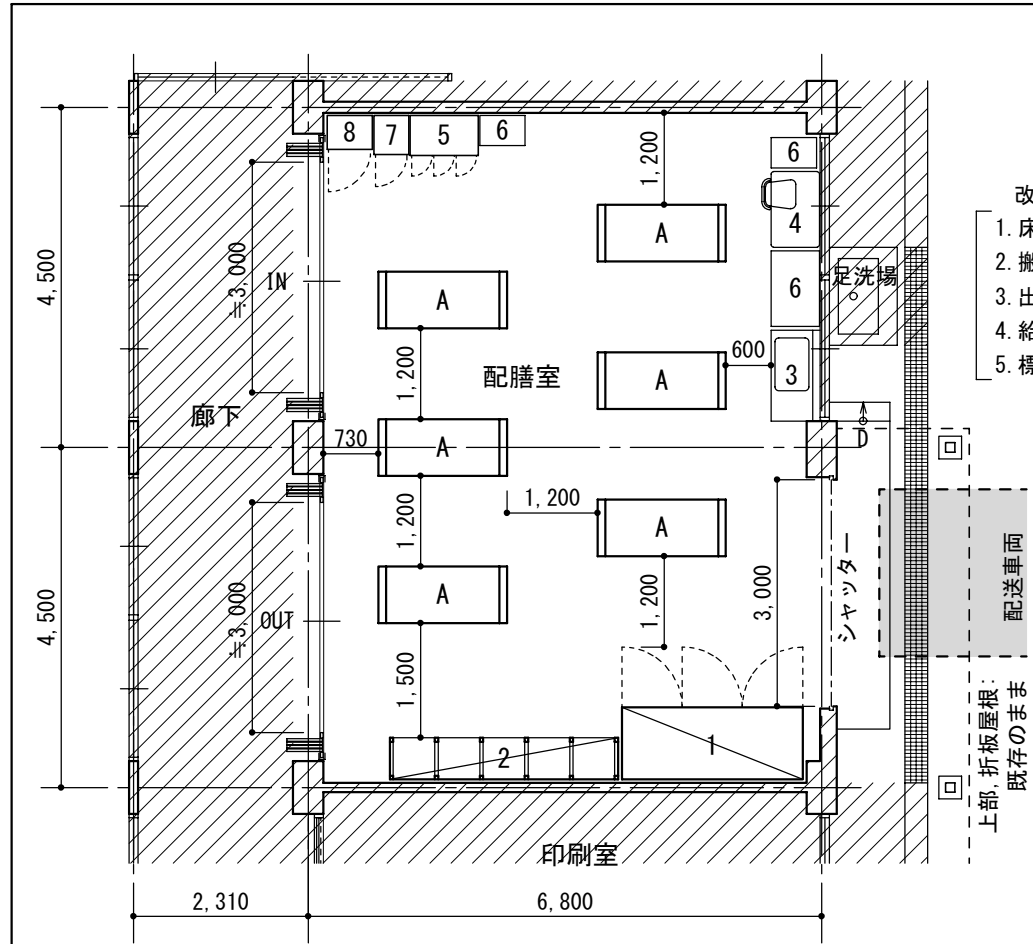 8
7
5
6
1,200
6
4
改
1.床
2.搬
3.出
4.給
5.標
A
4,500
≒3,000
IN
A
足洗場
6
1,200
配膳室
A
600
3
廊下
730
A
D
1,200
1,200
A
3,000
シャッター
配送車両
4,500
≒3,000
OUT
A
1,200
1,500
上部,折板屋根:
既存のまま
2
1
印刷室
2,310
6,800